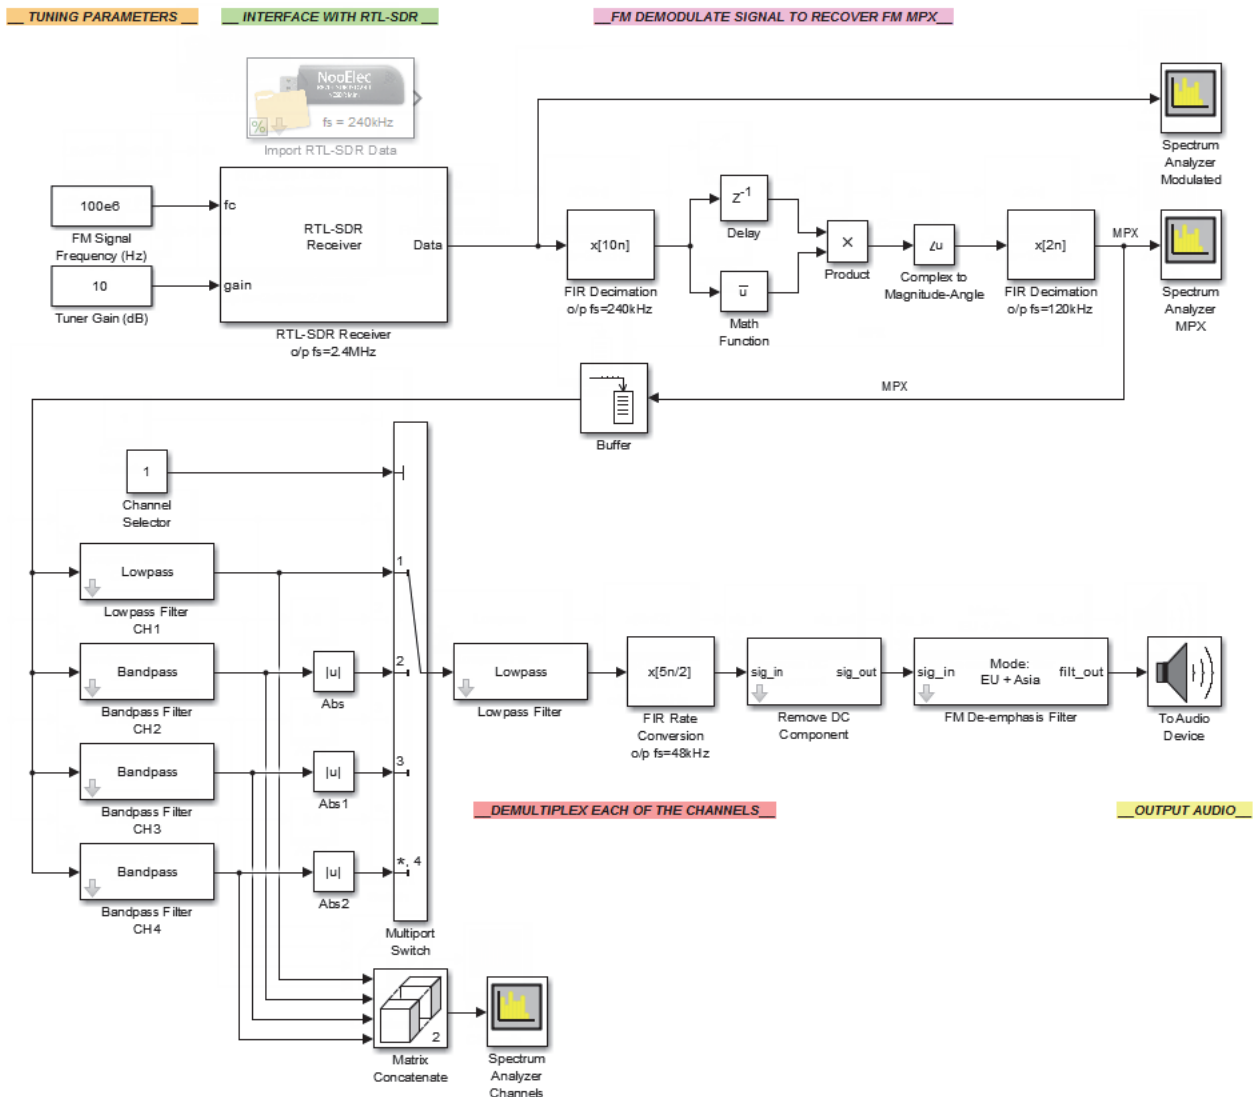 TUNING PARAMETERS
INTERFACE WITH RTL-SDR
FM DEMODULATE SIGNAL TO RECOVER FM MPX
NooElec
fs = 240kHz
%
Import RTL-SDR Data
Spectrum
Analyzer
Modulated
100e6
FM Signal
Frequency (Hz)
10
Tuner Gain (dB)
fc
gain
RTL-SDR
Receiver
Data
RTL-SDR Receiver
o/p fs=2.4MHz
x[10n]
FIR Decimation
o/p fs=240kHz
Z-1
Delay
u
Math
Function
×
Product
∠u
Complex to
Magnitude-Angle
x[2n]
FIR Decimation
o/p fs=120kHz
MPX
Spectrum
Analyzer
MPX
MPX
Buffer
1
Channel
Selector
Lowpass
Lowpass Filter
CH1
1
Bandpass
Bandpass Filter
CH2
|u|
Abs
2
Bandpass
Bandpass Filter
CH3
|u|
Abs1
3
Bandpass
Bandpass Filter
CH4
|u|
Abs2
*, 4
Multiport
Switch
Lowpass
Lowpass Filter
x[5n/2]
FIR Rate
Conversion
o/p fs=48kHz
sig_in
sig_out
Remove DC
Component
sig_in
Mode:
EU + Asia
filt_out
FM De-emphasis Filter
To Audio
Device
DEMULTIPLEX EACH OF THE CHANNELS
OUTPUT AUDIO
2
Matrix
Concatenate
Spectrum
Analyzer
Channels